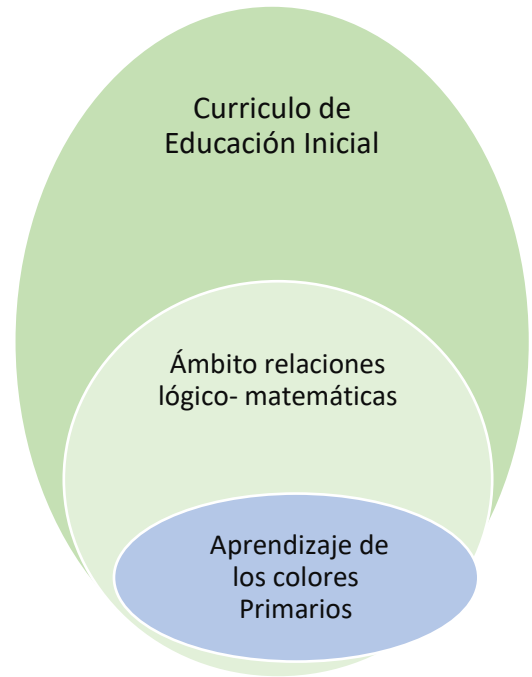 Curriculo de
Educación Inicial
Ámbito relaciones
lógico- matemáticas
Aprendizaje de
los colores
Primarios